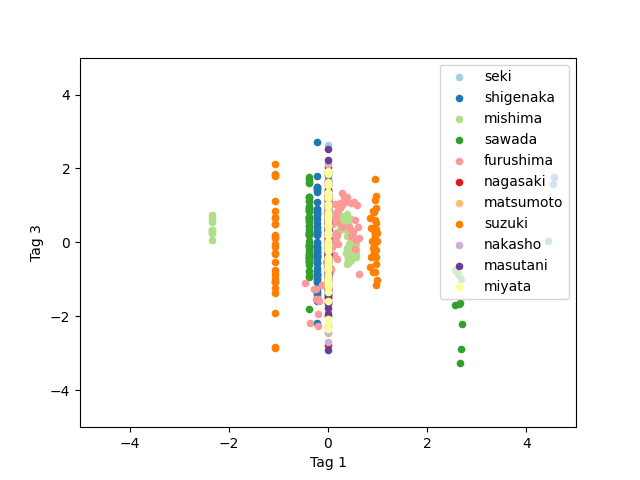 4
2
0
−2
−4
Tag 3
−4
−2
0
2
4
Tag 1
seki
shigenaka
mishima
sawada
furushima
nagasaki
matsumoto
suzuki
nakasho
masutani
miyata